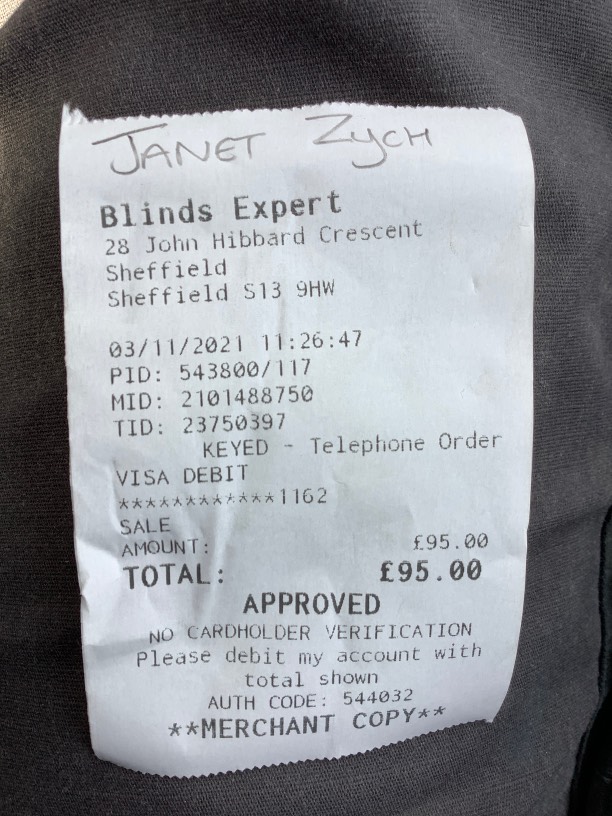 JANET ZYCH
Blinds Expert
28 John Hibbard Crescent
Sheffield
Sheffield S13 9HW
03/11/2021 11:26:47
PID: 543800/117
MID: 2101488750
TID: 23750397
KEYED - Telephone Order
VISA DEBIT
************1162
SALE
AMOUNT: £95.00
TOTAL: £95.00
APPROVED
NO CARDHOLDER VERIFICATION
Please debit my account with
total shown
AUTH CODE: 544032
**MERCHANT COPY**